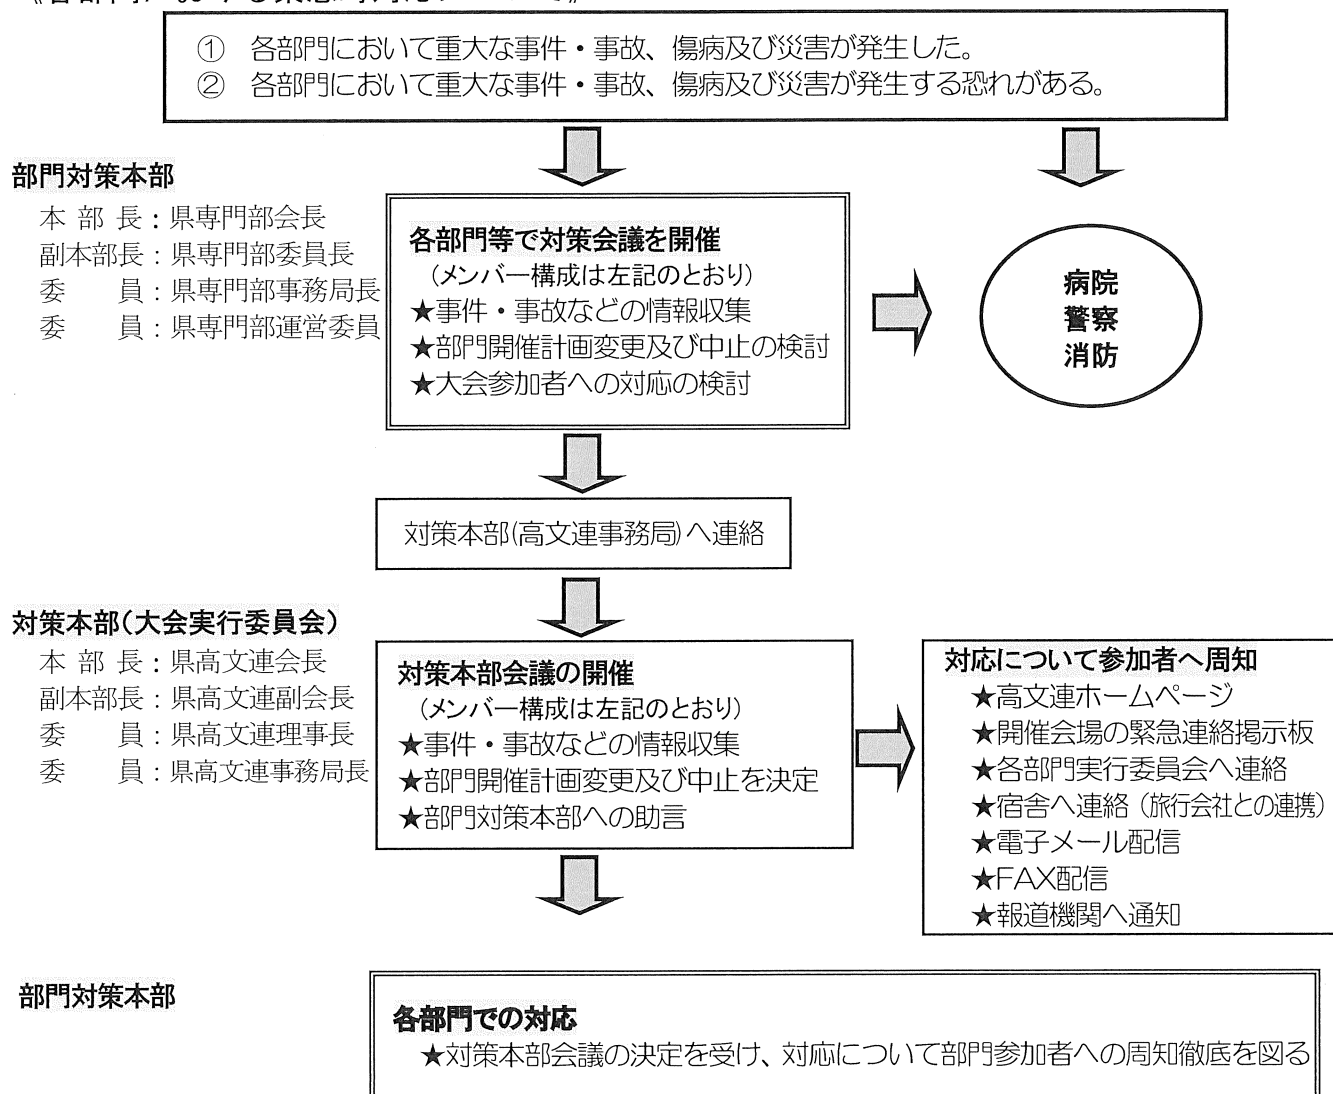 ① 各部門において重大な事件・事故、傷病及び災害が発生した。
② 各部門において重大な事件・事故、傷病及び災害が発生する恐れがある。
部門対策本部
本 部 長：県専門部会長
副本部長：県専門部委員長
委　　員：県専門部事務局長
委　　員：県専門部運営委員
各部門等で対策会議を開催
（メンバー構成は左記のとおり）
★事件・事故などの情報収集
★部門開催計画変更及び中止の検討
★大会参加者への対応の検討
病院
警察
消防
対策本部(高文連事務局)へ連絡
対策本部（大会実行委員会）
本 部 長：県高文連会長
副本部長：県高文連副会長
委　　員：県高文連理事長
委　　員：県高文連事務局長
対策本部会議の開催
（メンバー構成は左記のとおり）
★事件・事故などの情報収集
★部門開催計画変更及び中止を決定
★部門対策本部への助言
対応について参加者へ周知
★高文連ホームページ
★開催会場の緊急連絡掲示板
★各部門実行委員会へ連絡
★宿舎へ連絡（旅行会社との連携）
★電子メール配信
★FAX配信
★報道機関へ通知
部門対策本部
各部門での対応
★対策本部会議の決定を受け、対応について部門参加者への周知徹底を図る